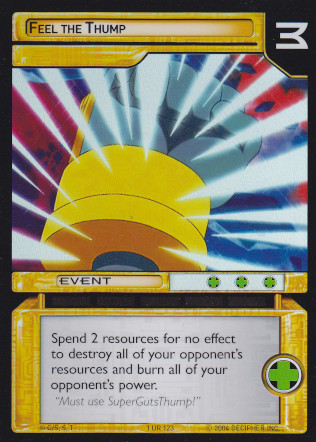 FEEL THE THUMP
3
EVENT
Spend 2 resources for no effect
to destroy all of your opponent's
resources and burn all of your
opponent's power.
"Must use SuperGutsThump!"
1 UR 123
© 2004 DECIPHER INC.